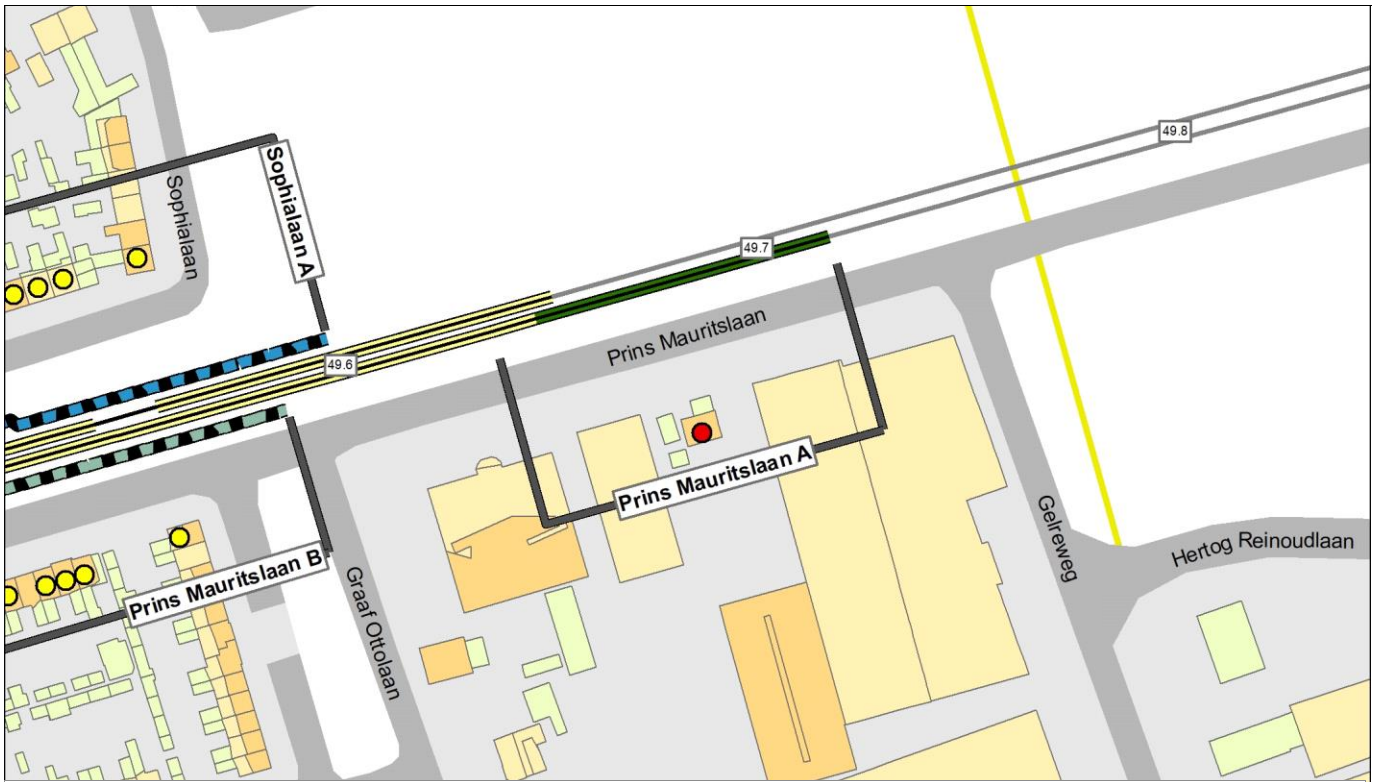 49.8
Sophialaan A
Sophialaan
49.7
Prins Mauritslaan
49.6
Prins Mauritslaan A
Gelreweg
Hertog Reinoudlaan
Prins Mauritslaan B
Graaf Ottolaan